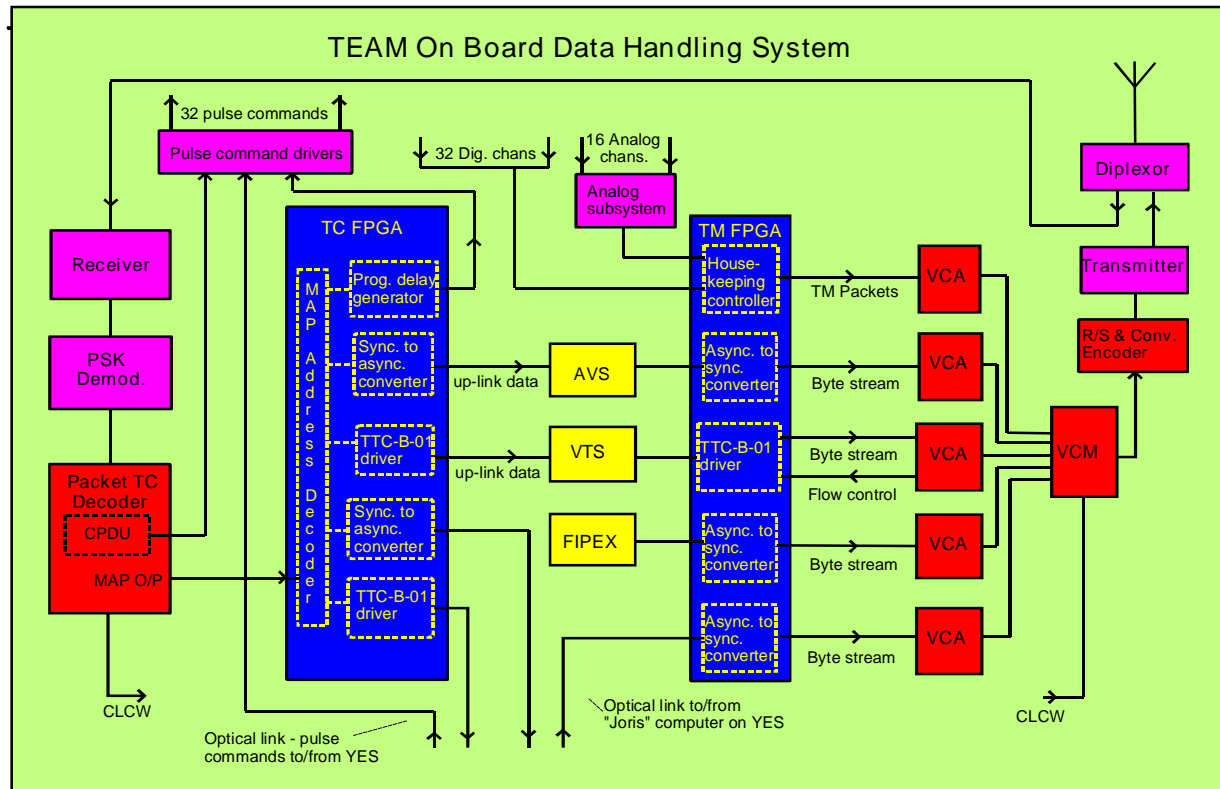 TEAM On Board Data Handling System
32 pulse commands
Pulse command drivers
32 Dig. chans
16 Analog
chans.
Analog
subsystem
Diplexor
Receiver
PSK
Demod.
Packet TC
Decoder
CPDU
MAP O/P
CLCW
TC FPGA
MAP Address Decoder
Prog. delay
generator
Sync. to
async.
converter
TTC-B-01
driver
Sync. to
async.
converter
TTC-B-01
driver
up-link data
up-link data
AVS
VTS
FIPEX
TM FPGA
House-
keeping
controller
Async. to
sync.
converter
TTC-B-01
driver
Async. to
sync.
converter
Async. to
sync.
converter
TM Packets
Byte stream
Byte stream
Flow control
Byte stream
Byte stream
VCA
VCA
VCA
VCA
VCA
Transmitter
R/S & Conv.
Encoder
VCM
CLCW
Optical link - pulse
commands to/from YES
Optical link to/from
"Joris" computer on YES